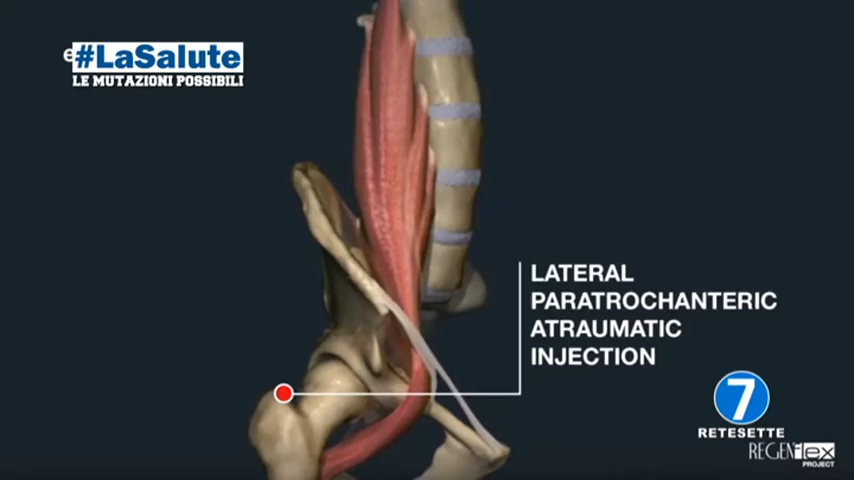 #LaSalute
LE MUTAZIONI POSSIBILI
LATERAL
PARATROCHANTERIC
ATRAUMATIC
INJECTION
7
RETESETTE
REGENflex
PROJECT